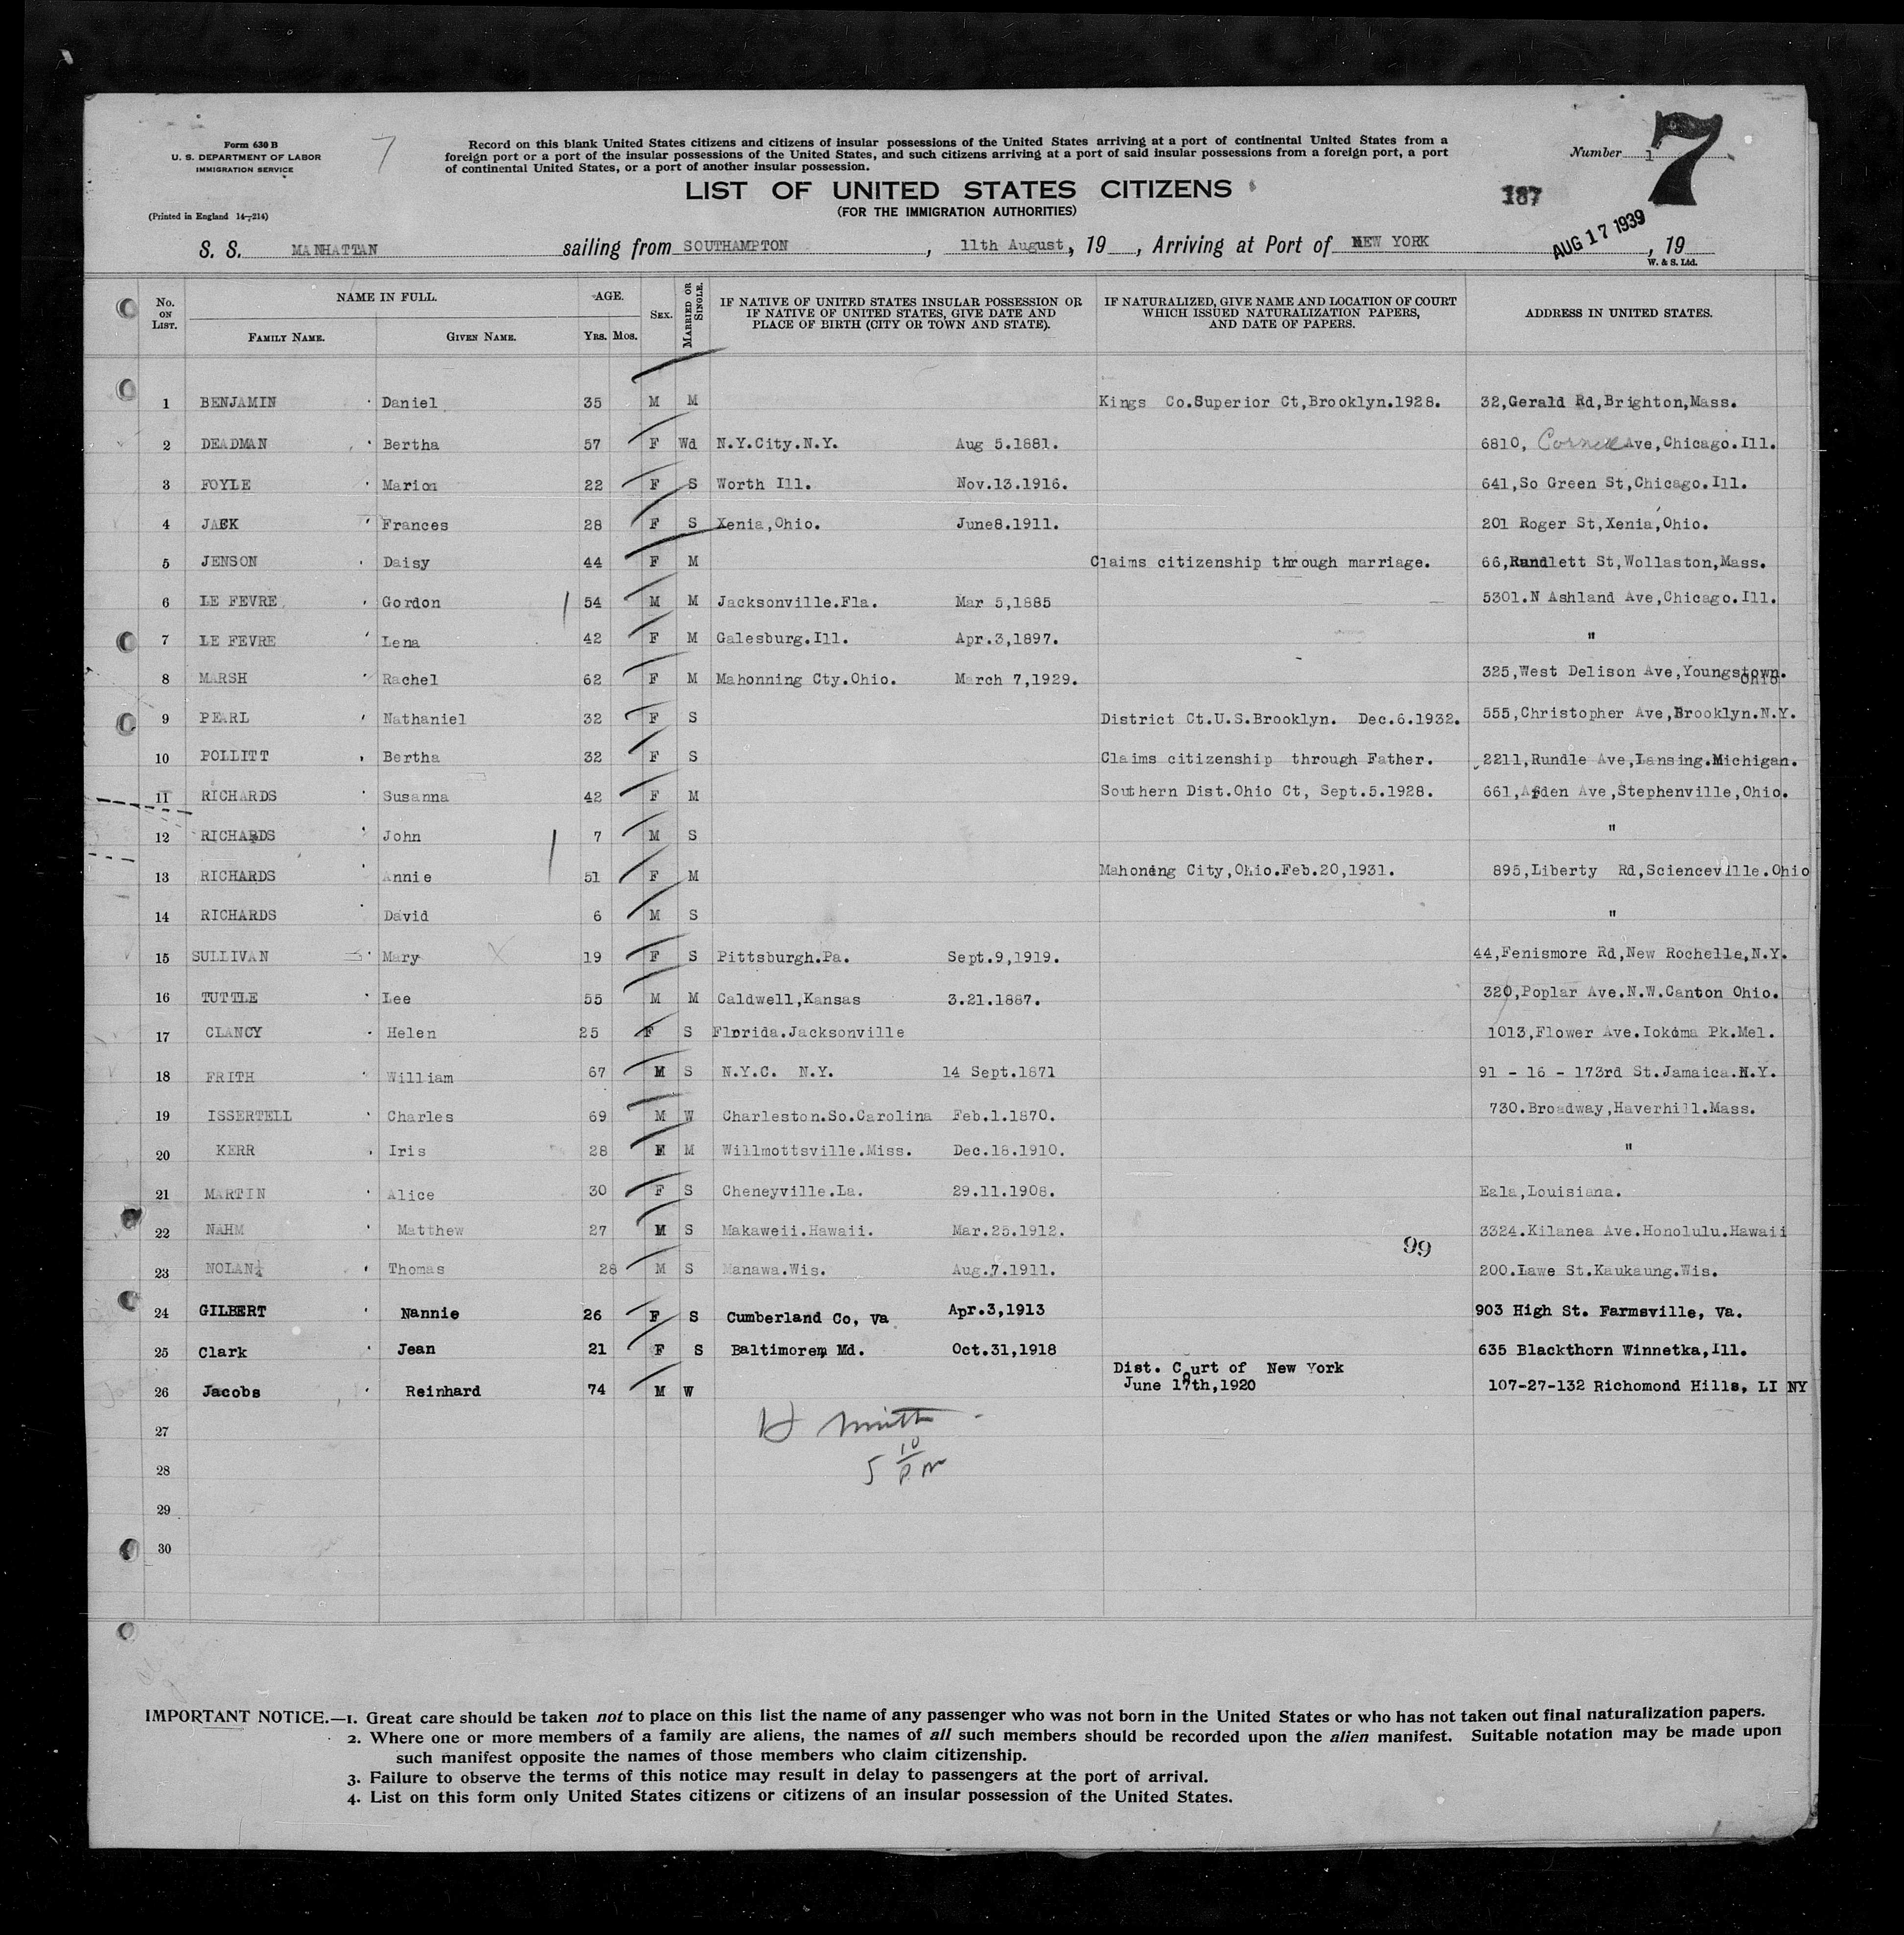 Form 630 B
U. S. DEPARTMENT OF LABOR
IMMIGRATION SERVICE
(Printed in England 14—214)
7
Record on this blank United States citizens and citizens of insular possessions of the United States arriving at a port of continental United States from a
foreign port or a port of the insular possessions of the United States, and such citizens arriving at a port of said insular possessions from a foreign port, a port
of continental United States, or a port of another insular possession.
LIST OF UNITED STATES CITIZENS
(FOR THE IMMIGRATION AUTHORITIES)
Number 1
7
187
S. S. MANHATTAN sailing from SOUTHAMPTON, 11th August, 19 , Arriving at Port of NEW YORK AUG 17 1939, 19
W. & S. Ltd.
No. ON LIST. NAME IN FULL. FAMILY NAME. GIVEN NAME. AGE. YRS. MOS. SEX. MARRIED OR SINGLE. IF NATIVE OF UNITED STATES INSULAR POSSESSION OR IF NATIVE OF UNITED STATES, GIVE DATE AND PLACE OF BIRTH (CITY OR TOWN AND STATE). IF NATURALIZED, GIVE NAME AND LOCATION OF COURT WHICH ISSUED NATURALIZATION PAPERS, AND DATE OF PAPERS. ADDRESS IN UNITED STATES.
1 BENJAMIN Daniel 35 M M Kings Co.Superior Ct,Brooklyn.1928. 32,Gerald Rd,Brighton,Mass.
2 DEADMAN Bertha 57 F Wd N.Y.City.N.Y. Aug 5.1881. 6810, Ave,Chicago.Ill.
3 FOYLE Marion 22 F S Worth Ill. Nov.13.1916. 641,So Green St,Chicago.Ill.
4 Frances 28 F S Xenia,Ohio. June8.1911. 201 Roger St,Xenia,Ohio.
5 JENSON Daisy 44 F M Claims citizenship through marriage. 66,Randlett St,Wollaston,Mass.
6 LE FEVRE Gordon 54 M M Jacksonville.Fla. Mar 5,1885 5301.N Ashland Ave,Chicago.Ill.
7 LE FEVRE Lena 42 F M Galesburg.Ill. Apr.3,1897. "
8 MARSH Rachel 62 F M Mahonning Cty.Ohio. March 7,1929. 325,West Delison Ave,Youngstown. OHIO
9 PEARL Nathaniel 32 F S District Ct.U.S.Brooklyn. Dec.6.1932. 555,Christopher Ave,Brooklyn.N.Y.
10 POLLITT Bertha 32 F S Claims citizenship through Father. 2211,Rundle Ave,Lansing.Michigan.
11 RICHARDS Susanna 42 F M Southern Dist.Ohio Ct, Sept.5.1928. 661, Ave,Stephenville,Ohio.
12 RICHARDS John 7 M S "
13 RICHARDS Annie 51 F M Mahoning City,Ohio.Feb.20,1931. 895,Liberty Rd,Scienceville.Ohio
14 RICHARDS David 6 M S "
15 SULLIVAN Mary 19 F S Pittsburgh.Pa. Sept.9,1919. 44,Fenismore Rd,New Rochelle,N.Y.
16 TUTTLE Lee 55 M M Caldwell,Kansas 3.21.1887. 320,Poplar Ave.N.W.Canton Ohio.
17 CLANCY Helen 25 F S Florida.Jacksonville 1013,Flower Ave.Iokoma Pk.Mel.
18 FRITH William 67 M S N.Y.C. N.Y. 14 Sept.1871 91 - 16 - 173rd St.Jamaica.N.Y.
19 ISSERTELL Charles 69 M W Charleston.So.Carolina Feb.1.1870. 730.Broadway,Haverhill.Mass.
20 KERR Iris 28 F M Willmottsville.Miss. Dec.18.1910. "
21 MARTIN Alice 30 F S Cheneyville.La. 29.11.1908. Eala,Louisiana.
22 NAHM Matthew 27 M S Makaweii.Hawaii. Mar.25.1912. 3324.Kilanea Ave.Honolulu.Hawaii
99
23 NOLAN Thomas 28 M S Manawa.Wis. Aug.7.1911. 200.Lawe St.Kaukaung.Wis.
24 GILBERT Nannie 26 F S Cumberland Co, Va Apr.3,1913 903 High St. Farmsville, Va.
25 Clark Jean 21 F S Baltimore, Md. Oct.31,1918 635 Blackthorn Winnetka,Ill.
26 Jacobs Reinhard 74 M W Dist. Court of New York June 17th,1920 107-27-132 Richomond Hills, LI NY
27
H Smith
28
5 10 PM
29
30
IMPORTANT NOTICE.—1. Great care should be taken not to place on this list the name of any passenger who was not born in the United States or who has not taken out final naturalization papers.
2. Where one or more members of a family are aliens, the names of all such members should be recorded upon the alien manifest. Suitable notation may be made upon
such manifest opposite the names of those members who claim citizenship.
3. Failure to observe the terms of this notice may result in delay to passengers at the port of arrival.
4. List on this form only United States citizens or citizens of an insular possession of the United States.